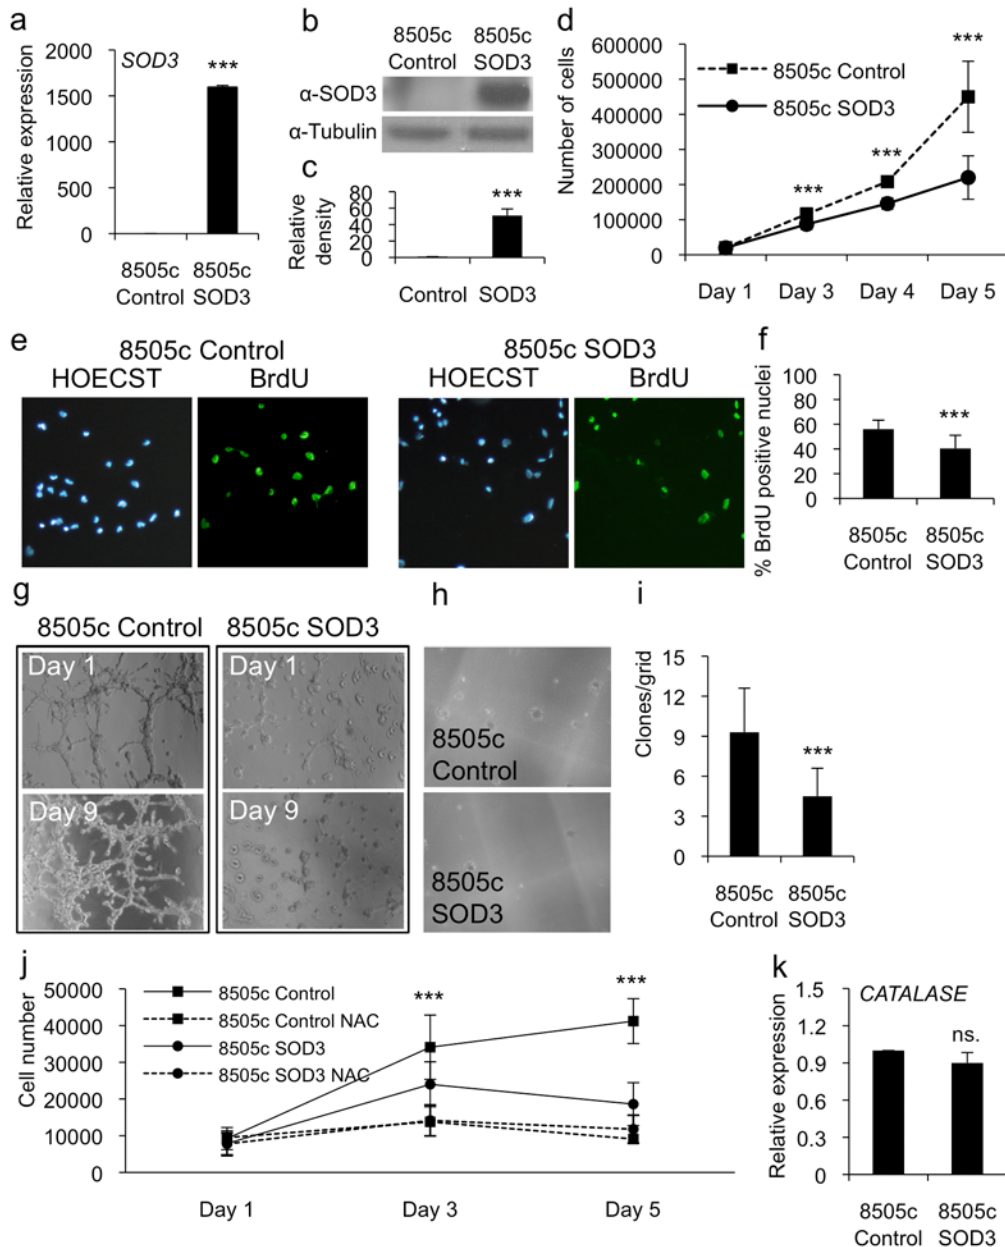 a
2000
1500
1000
500
0
Relative expression
SOD3
***
8505c
Control
8505c
SOD3
b
8505c
Control
8505c
SOD3
α-SOD3
α-Tubulin
c
80
60
40
20
0
Relative
density
***
Control
SOD3
d
600000
500000
400000
300000
200000
100000
0
Number of cells
8505c Control
8505c SOD3
***
***
***
Day 1
Day 3
Day 4
Day 5
e
8505c Control
HOECST
BrdU
8505c SOD3
HOECST
BrdU
f
100
80
60
40
20
0
% BrdU positive nuclei
***
8505c
Control
8505c
SOD3
g
8505c Control
8505c SOD3
Day 1
Day 1
Day 9
Day 9
h
8505c
Control
8505c
SOD3
i
15
12
9
6
3
0
Clones/grid
***
8505c
Control
8505c
SOD3
j
50000
40000
30000
20000
10000
0
Cell number
8505c Control
8505c Control NAC
8505c SOD3
8505c SOD3 NAC
***
***
Day 1
Day 3
Day 5
k
1.5
1.2
0.9
0.6
0.3
0
Relative expression
CATALASE
ns.
8505c
Control
8505c
SOD3